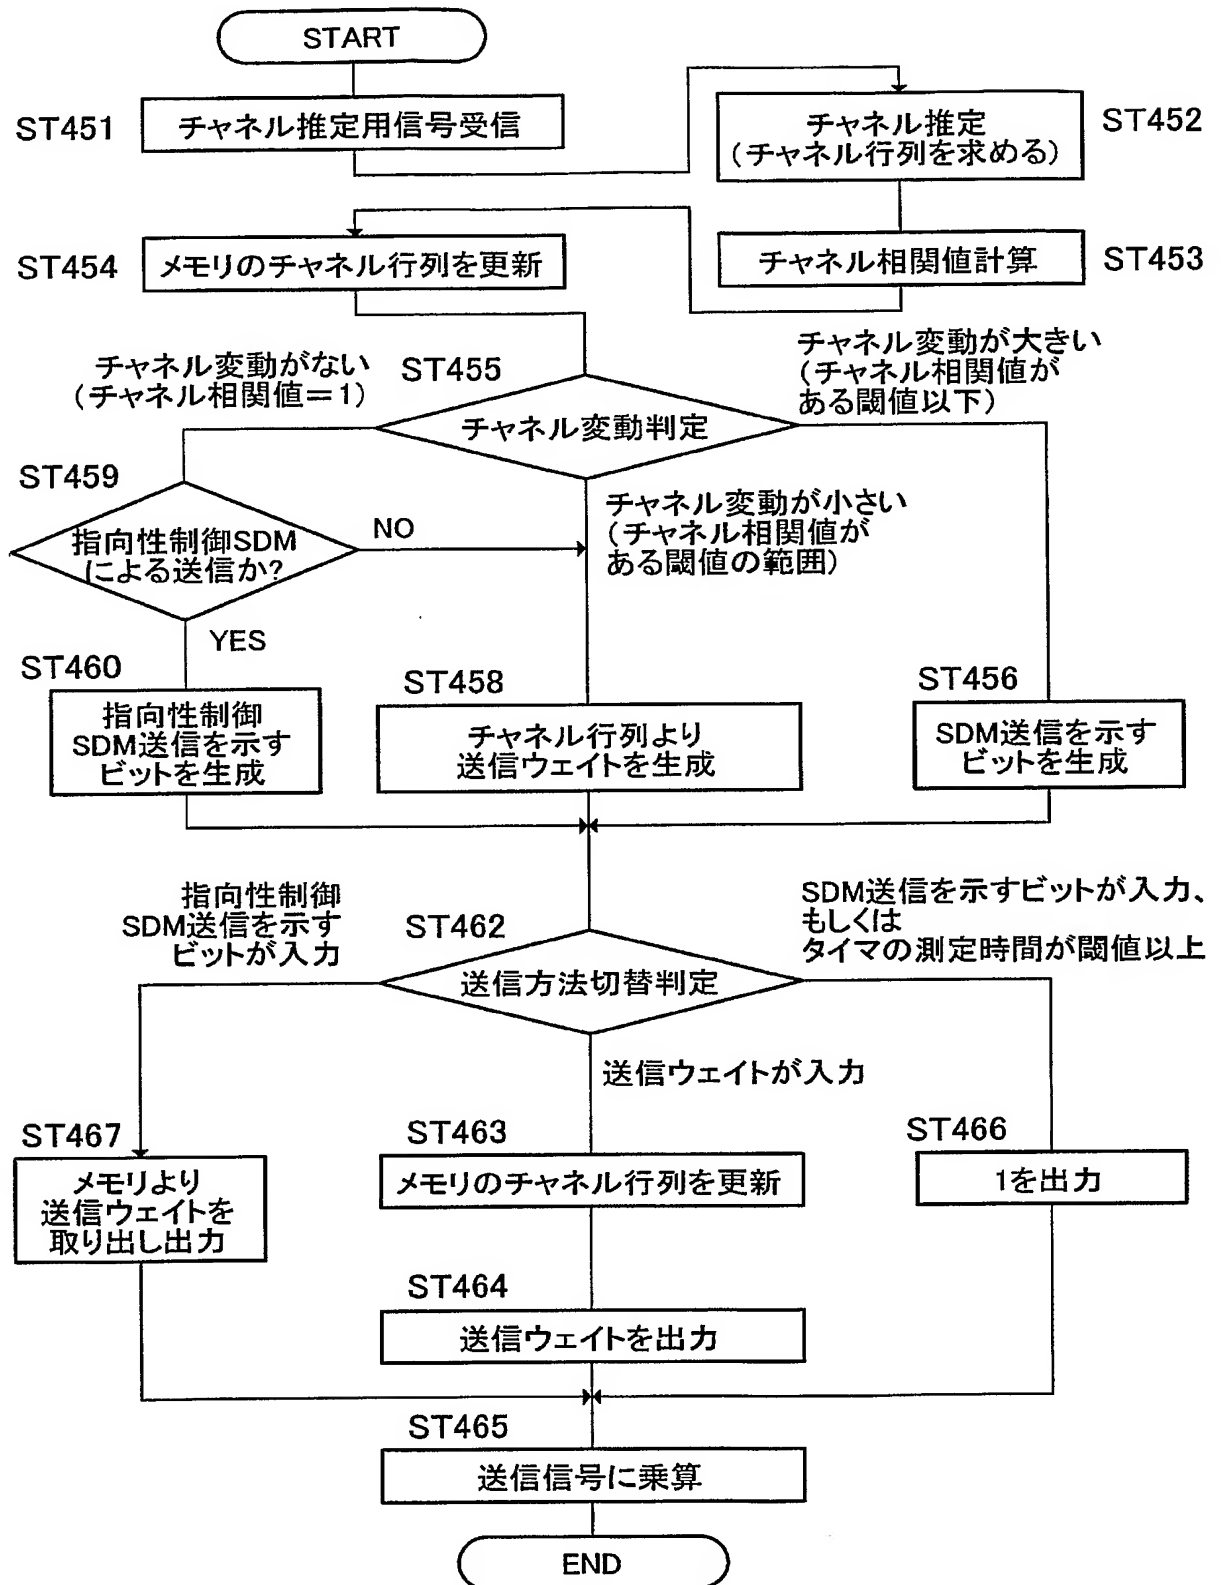 START
ST451
チャネル推定用信号受信
チャネル推定
(チャネル行列を求める)
ST452
ST454
メモリのチャネル行列を更新
チャネル相関値計算
ST453
チャネル変動がない
(チャネル相関値=1)
ST455
チャネル変動が大きい
(チャネル相関値が
ある閾値以下)
チャネル変動判定
ST459
指向性制御SDM
による送信か?
NO
チャネル変動が小さい
(チャネル相関値が
ある閾値の範囲)
YES
ST460
指向性制御
SDM送信を示す
ビットを生成
ST458
チャネル行列より
送信ウェイトを生成
ST456
SDM送信を示す
ビットを生成
指向性制御
SDM送信を示す
ビットが入力
ST462
SDM送信を示すビットが入力、
もしくは
タイマの測定時間が閾値以上
送信方法切替判定
送信ウェイトが入力
ST467
メモリより
送信ウェイトを
取り出し出力
ST463
メモリのチャネル行列を更新
ST466
1を出力
ST464
送信ウェイトを出力
ST465
送信信号に乗算
END